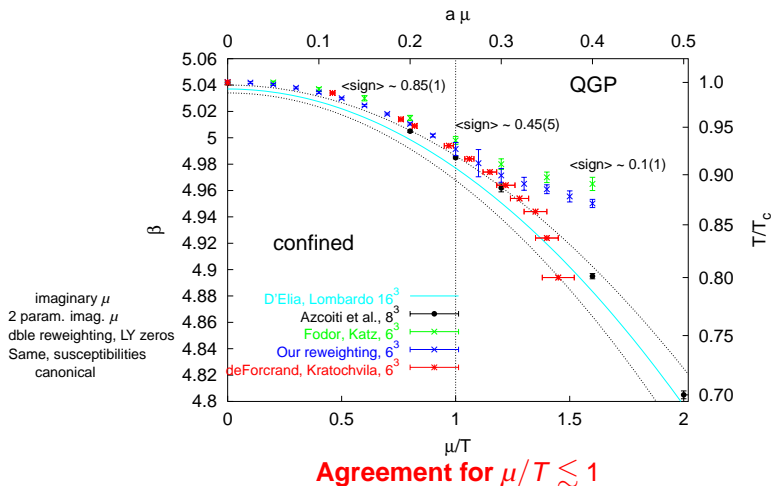 a μ
0 0.1 0.2 0.3 0.4 0.5
5.06
5.04
5.02
5
4.98
4.96
4.94
4.92
4.9
4.88
4.86
4.84
4.82
4.8
β
1.0
0.95
0.90
0.85
0.80
0.75
0.70
T/T_c
<sign> ~ 0.85(1)
QGP
<sign> ~ 0.45(5)
<sign> ~ 0.1(1)
confined
imaginary μ
2 param. imag. μ
dble reweighting, LY zeros
Same, susceptibilities
canonical
D'Elia, Lombardo 16³
Azcoiti et al., 8³
Fodor, Katz, 6³
Our reweighting, 6³
deForcrand, Kratochvila, 6³
0 0.5 1 1.5 2
μ/T
Agreement for μ/T ≲ 1